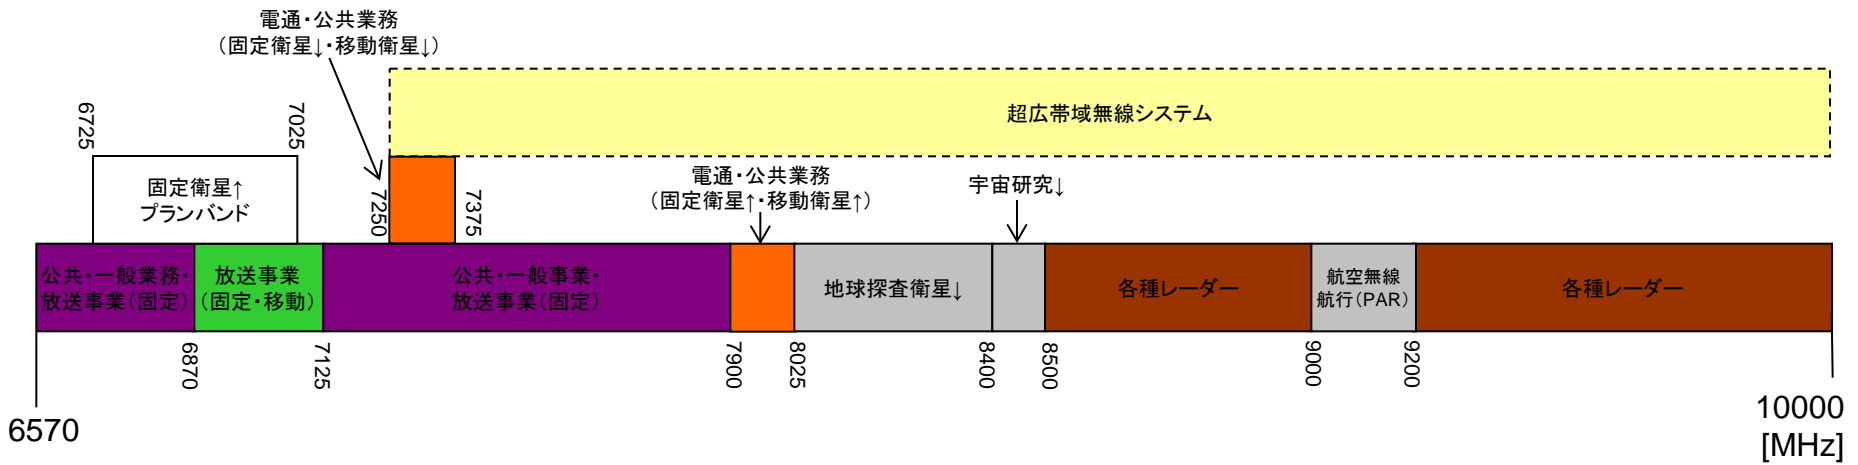 電通・公共業務
（固定衛星↓・移動衛星↓）
超広帯域無線システム
6725
7025
固定衛星↑
プランバンド
7250
7375
電通・公共業務
（固定衛星↑・移動衛星↑）
宇宙研究↓
公共・一般業務・
放送事業（固定）
放送事業
（固定・移動）
公共・一般事業・
放送事業（固定）
地球探査衛星↓
各種レーダー
航空無線
航行（PAR）
各種レーダー
6870
7125
7900
8025
8400
8500
9000
9200
6570
10000
[MHz]